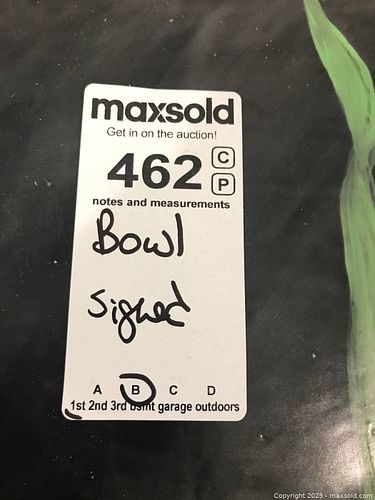 maxsold
Get in on the auction!
462 C
P
notes and measurements
Bowl
Signed
A B C D
1st 2nd 3rd bsmt garage outdoors
Copyright 2025 - maxsold.com